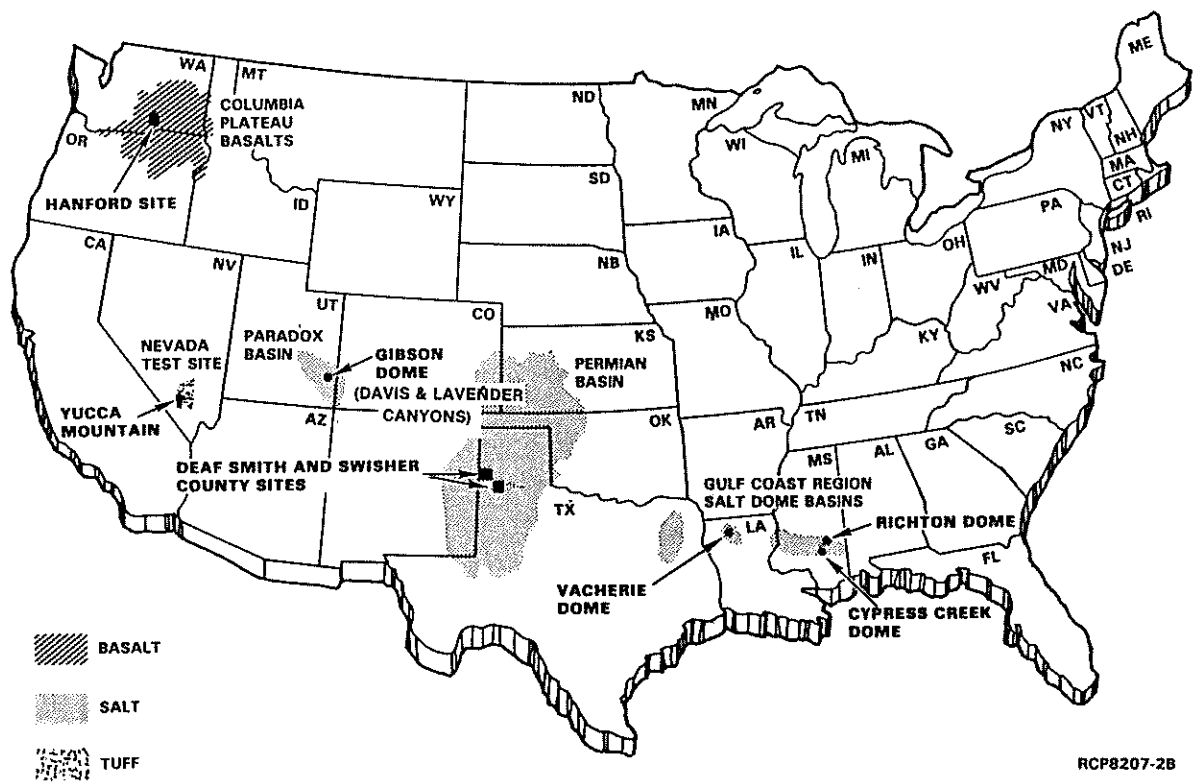 WA
MT
COLUMBIA
PLATEAU
BASALTS
OR
HANFORD SITE
ID
WY
ND
SD
MN
WI
MI
ME
VT
NH
NY
MA
CT
RI
PA
NJ
DE
MD
CA
NV
UT
CO
NB
IA
IL
IN
OH
WV
VA
KS
MO
KY
NC
NEVADA
TEST SITE
PARADOX
BASIN
GIBSON
DOME
(DAVIS & LAVENDER
CANYONS)
PERMIAN
BASIN
YUCCA
MOUNTAIN
AZ
OK
AR
TN
SC
DEAF SMITH AND SWISHER
COUNTY SITES
TX
MS
AL
GA
GULF COAST REGION
SALT DOME BASINS
LA
RICHTON DOME
FL
VACHERIE
DOME
CYPRESS CREEK
DOME
BASALT
SALT
TUFF
RCP8207-2B